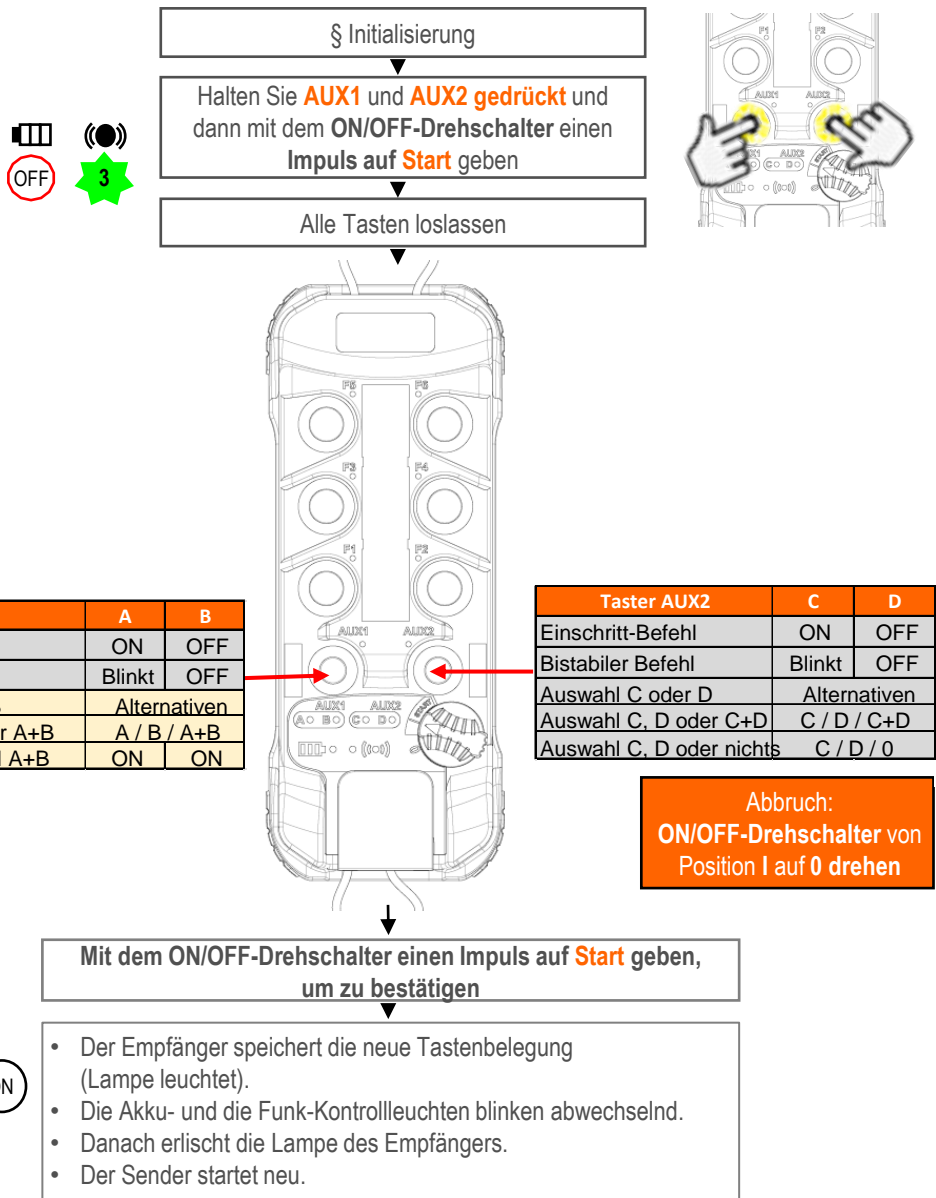 § Initialisierung
Halten Sie AUX1 und AUX2 gedrückt und
dann mit dem ON/OFF-Drehschalter einen
Impuls auf Start geben
OFF
3
Alle Tasten loslassen
F1
F2
AUX1
AUX2
AUX2
C
D
START
F5
F6
F3
F4
F1
F2
AUX1
AUX2
AUX1
AUX2
A
B
C
D
START
A
B
ON
OFF
Blinkt
OFF
Alternativen
A+B
A / B / A+B
A+B
ON
ON
Taster AUX2
C
D
Einschritt-Befehl
ON
OFF
Bistabiler Befehl
Blinkt
OFF
Auswahl C oder D
Alternativen
Auswahl C, D oder C+D
C / D / C+D
Auswahl C, D oder nichts
C / D / 0
Abbruch:
ON/OFF-Drehschalter von
Position I auf 0 drehen
Mit dem ON/OFF-Drehschalter einen Impuls auf Start geben,
um zu bestätigen
• Der Empfänger speichert die neue Tastenbelegung
(Lampe leuchtet).
• Die Akku- und die Funk-Kontrollleuchten blinken abwechselnd.
• Danach erlischt die Lampe des Empfängers.
• Der Sender startet neu.